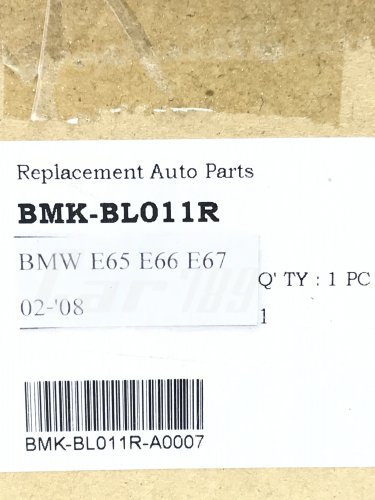 Replacement Auto Parts
BMK-BL011R
BMW E65 E66 E67
02-'08
Q' TY : 1 PC
1
BMK-BL011R-A0007